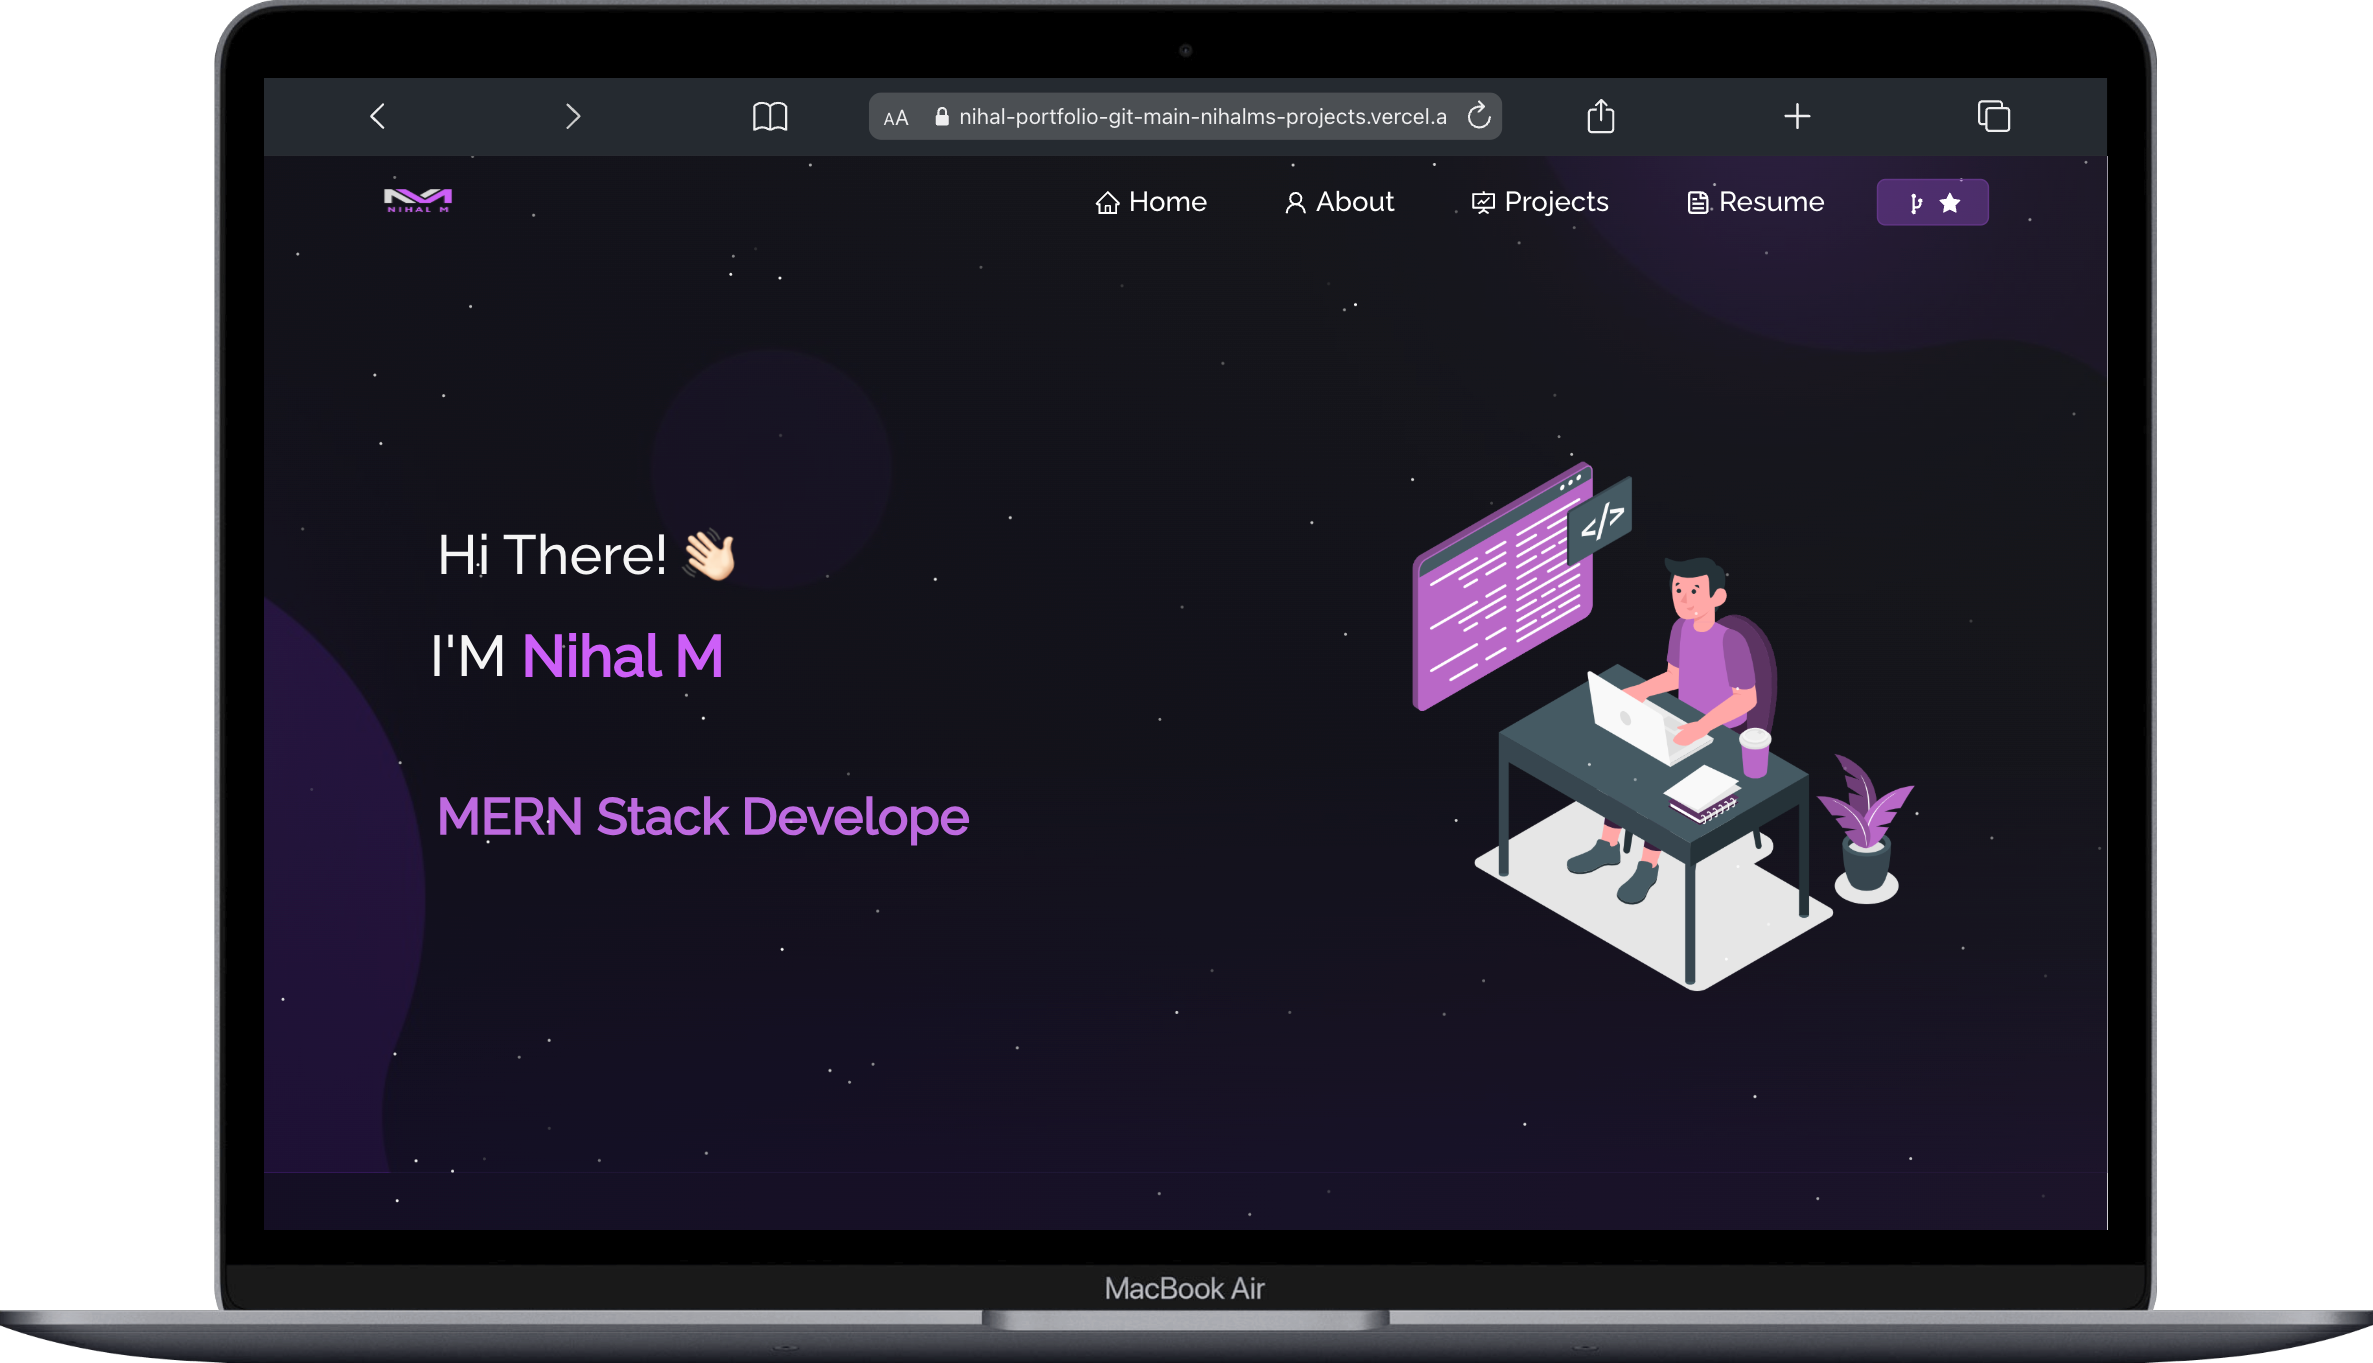 AA nihal-portfolio-git-main-nihalms-projects.vercel.a
NIHAL M
Home About Projects Resume
</>
Hi There! 👋🏻
I'M Nihal M
MERN Stack Develope
MacBook Air